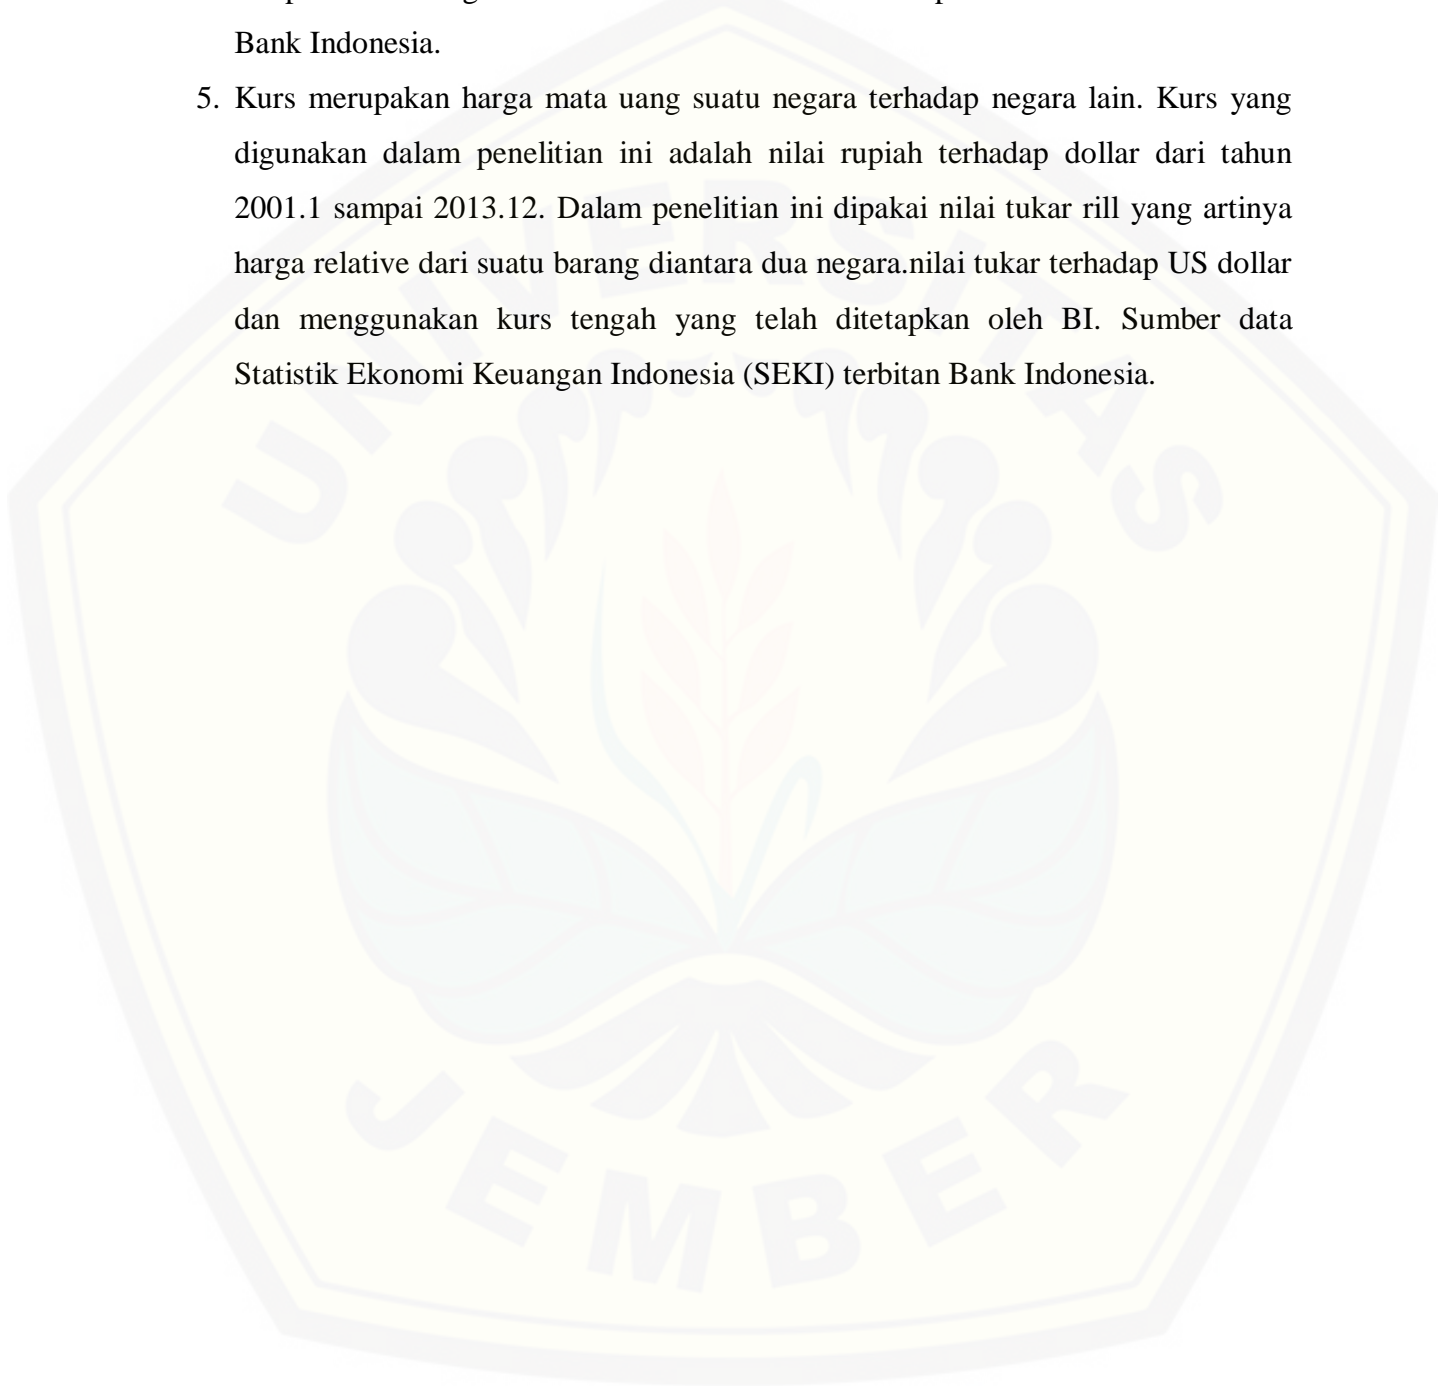 Bank Indonesia.
5. Kurs merupakan harga mata uang suatu negara terhadap negara lain. Kurs yang
digunakan dalam penelitian ini adalah nilai rupiah terhadap dollar dari tahun
2001.1 sampai 2013.12. Dalam penelitian ini dipakai nilai tukar rill yang artinya
harga relative dari suatu barang diantara dua negara.nilai tukar terhadap US dollar
dan menggunakan kurs tengah yang telah ditetapkan oleh BI. Sumber data
Statistik Ekonomi Keuangan Indonesia (SEKI) terbitan Bank Indonesia.
UNIVERSITAS
JEMBER